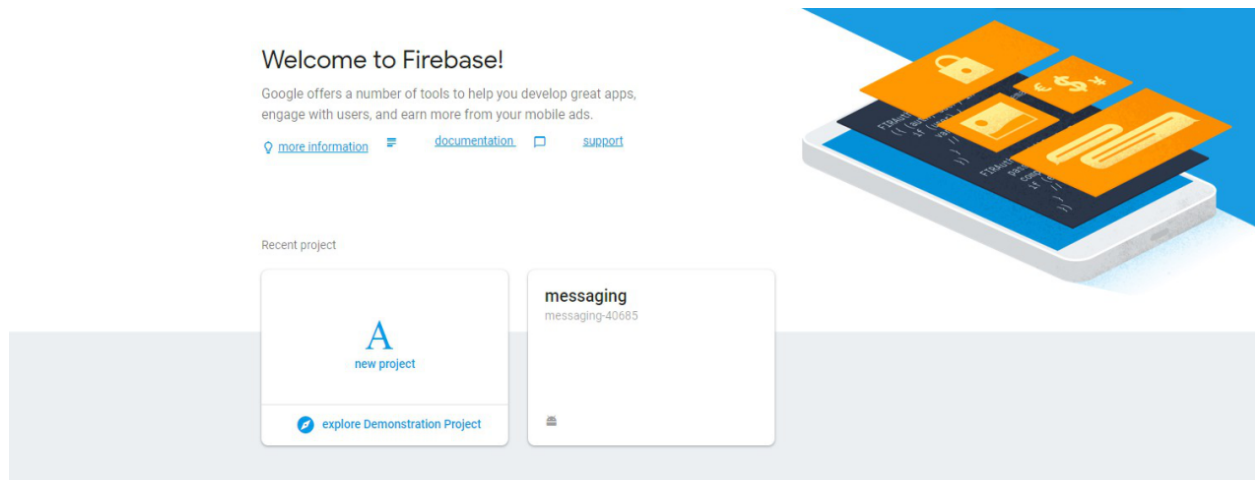 Welcome to Firebase!
Google offers a number of tools to help you develop great apps,
engage with users, and earn more from your mobile ads.
more information documentation support
Recent project
A
new project
explore Demonstration Project
messaging
messaging-40685